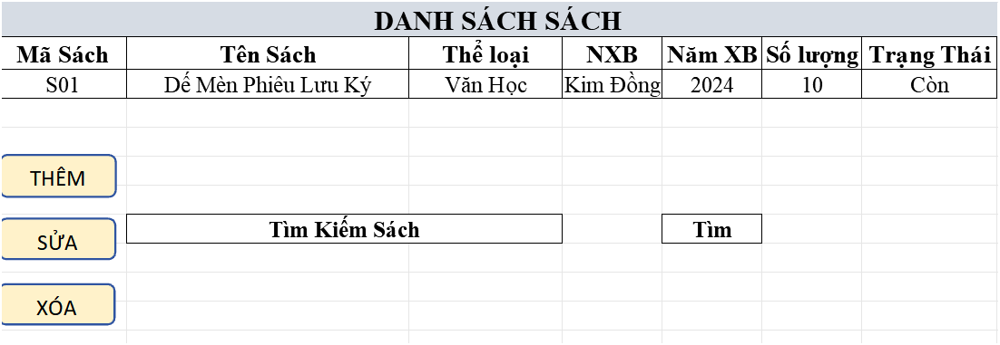 DANH SÁCH SÁCH
Mã Sách Tên Sách Thể loại NXB Năm XB Số lượng Trạng Thái
S01 Dế Mèn Phiêu Lưu Ký Văn Học Kim Đồng 2024 10 Còn
THÊM
Tìm Kiếm Sách Tìm
SỬA
XÓA